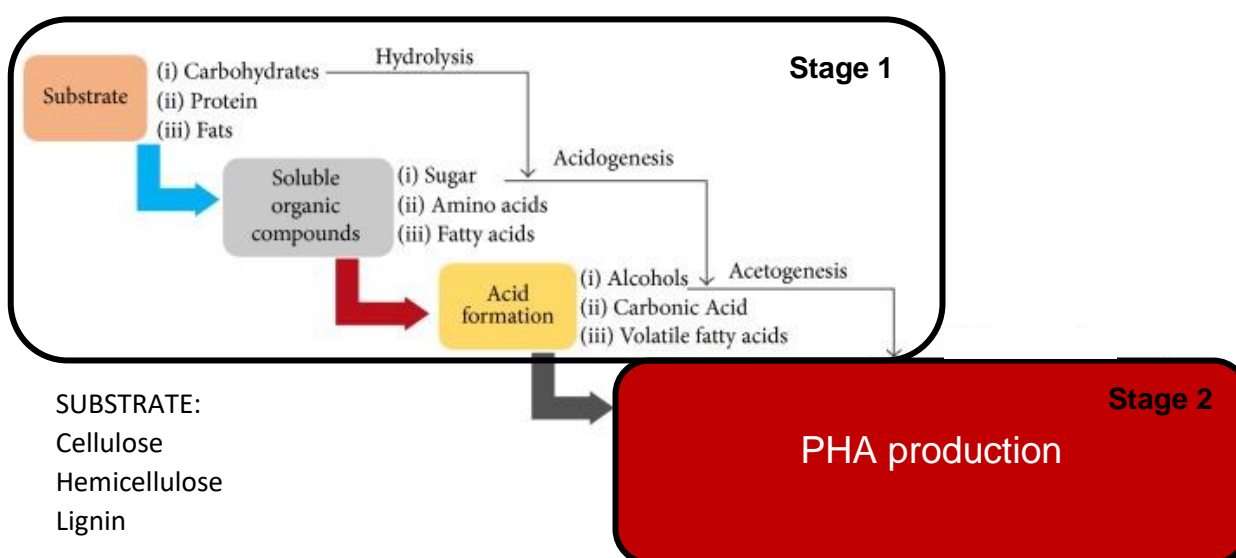 Stage 1
Substrate
(i) Carbohydrates
(ii) Protein
(iii) Fats
Hydrolysis
Soluble
organic
compounds
(i) Sugar
(ii) Amino acids
(iii) Fatty acids
Acidogenesis
Acid
formation
(i) Alcohols
(ii) Carbonic Acid
(iii) Volatile fatty acids
Acetogenesis
Stage 2
PHA production
SUBSTRATE:
Cellulose
Hemicellulose
Lignin